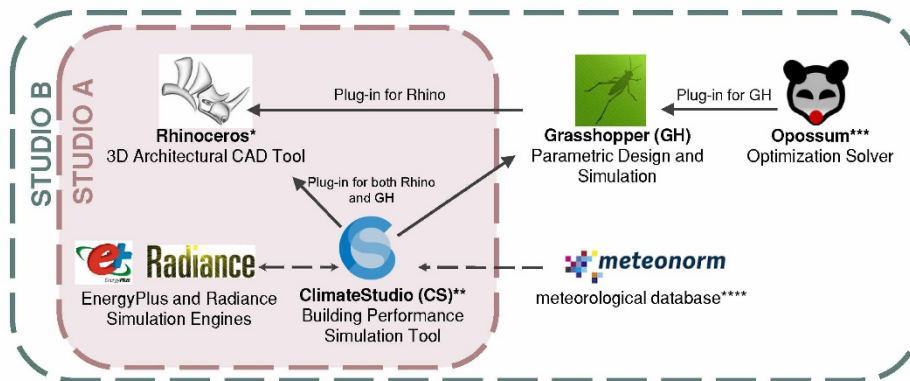 STUDIO B
STUDIO A
Plug-in for Rhino
Plug-in for GH
Rhinoceros*
3D Architectural CAD Tool
Grasshopper (GH)
Parametric Design and
Simulation
Opossum***
Optimization Solver
Plug-in for both Rhino
and GH
et
EnergyPlus
Radiance
meteonorm
EnergyPlus and Radiance
Simulation Engines
ClimateStudio (CS)**
Building Performance
Simulation Tool
meteorological database****